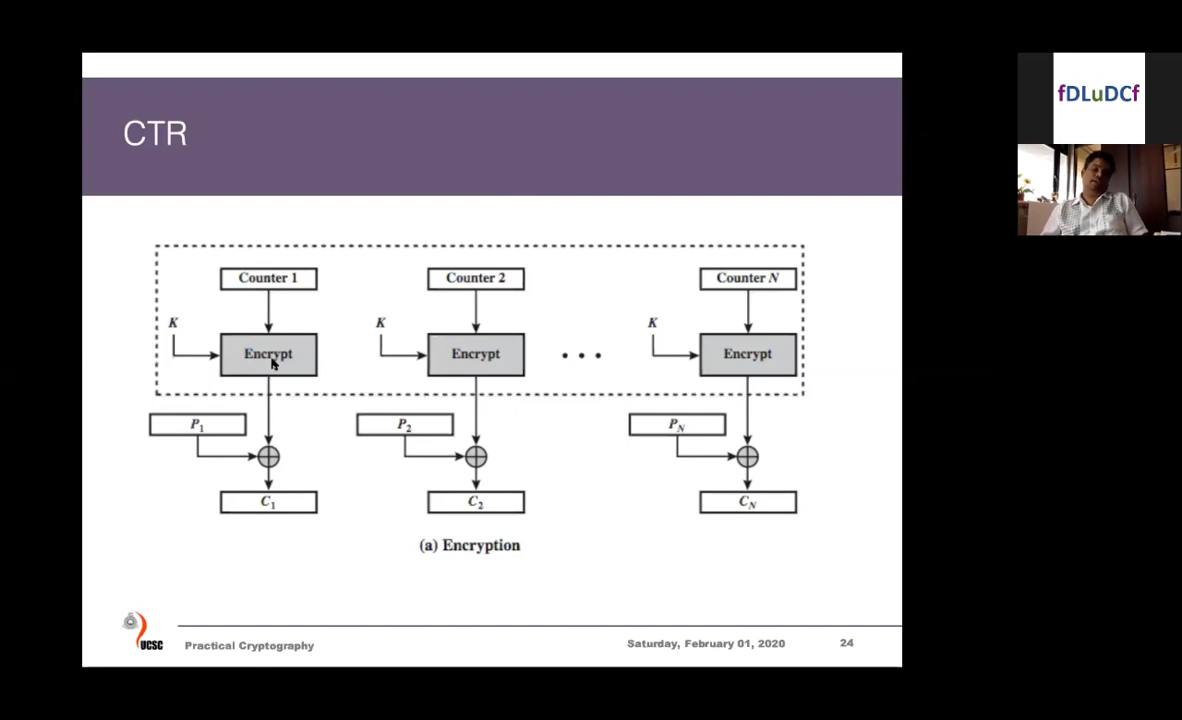 fDLuDCf
CTR
Counter 1 Counter 2 Counter N
K K K
Encrypt Encrypt • • • Encrypt
P1 P2 PN
C1 C2 CN
(a) Encryption
UCSC Practical Cryptography Saturday, February 01, 2020 24